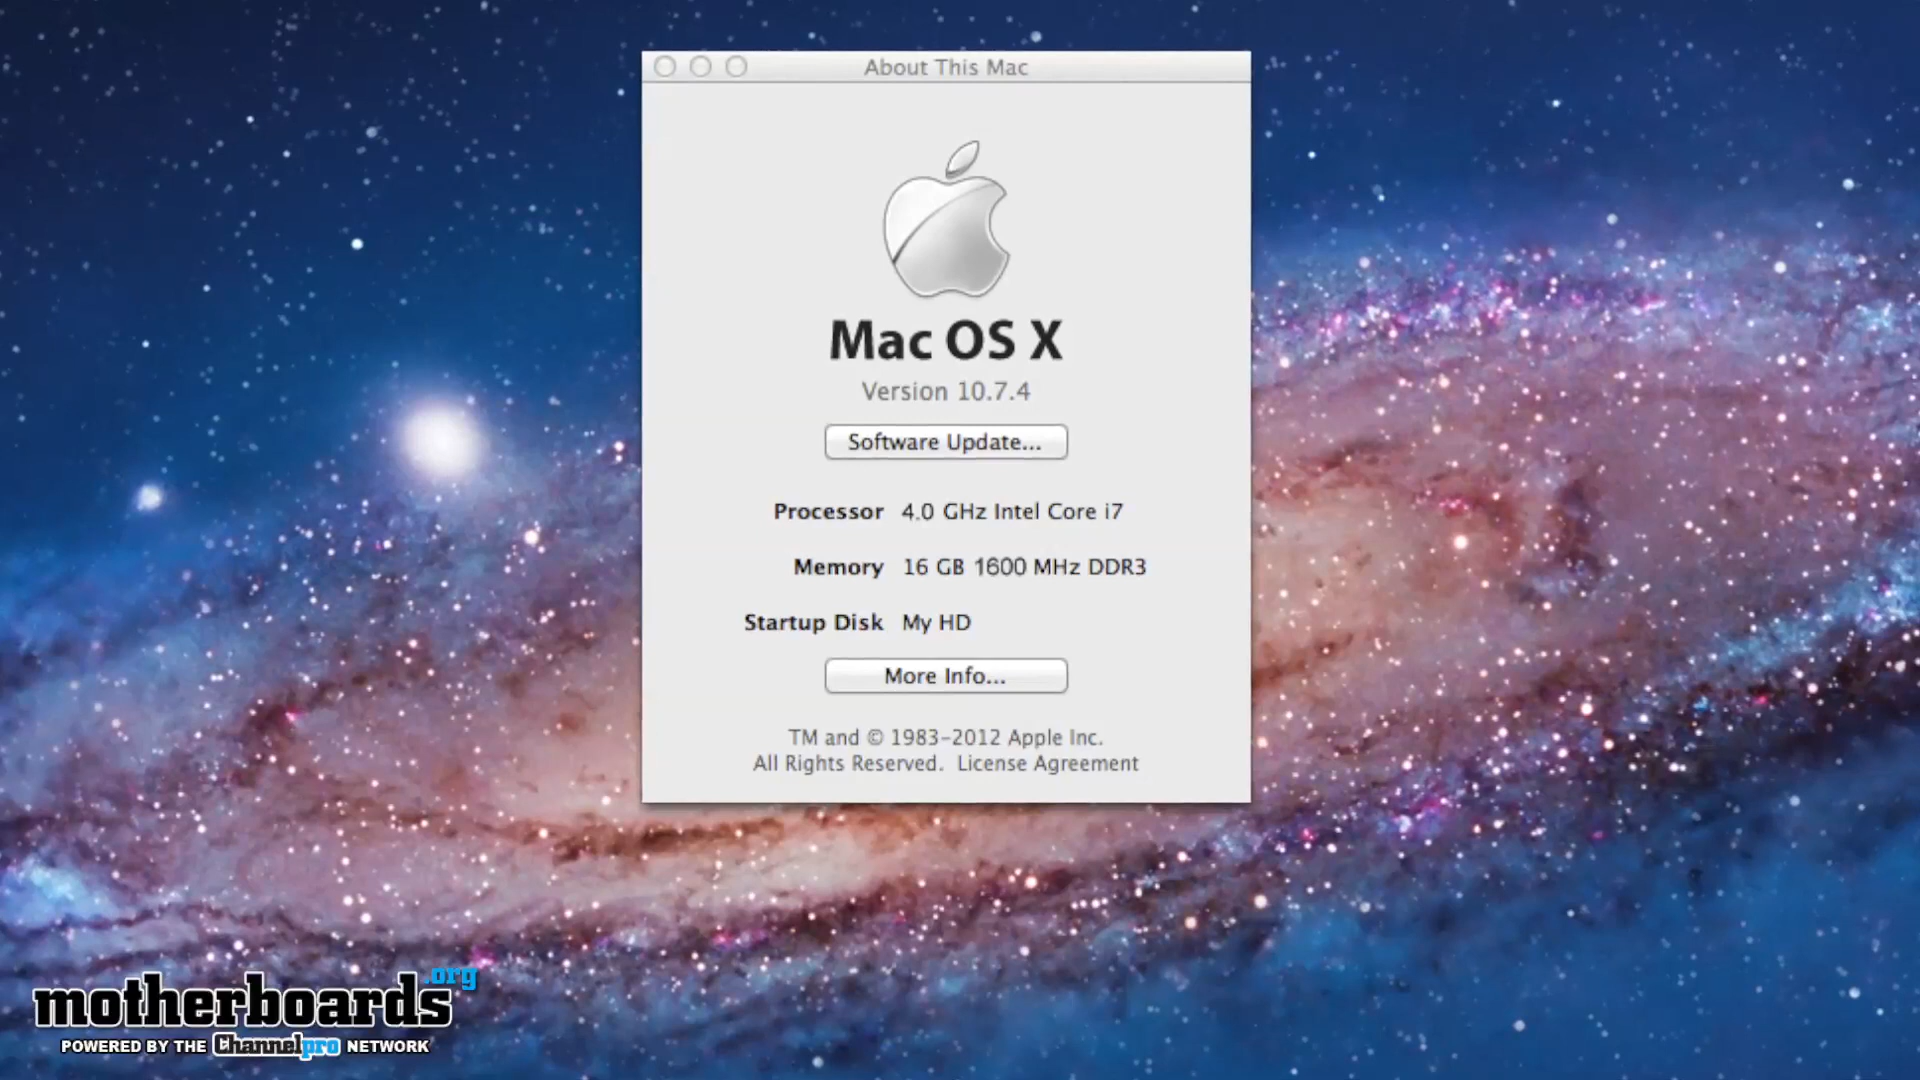 About This Mac
Mac OS X
Version 10.7.4
Software Update...
Processor 4.0 GHz Intel Core i7
Memory 16 GB 1600 MHz DDR3
Startup Disk My HD
More Info...
TM and © 1983–2012 Apple Inc.
All Rights Reserved. License Agreement
motherboards.org
POWERED BY THE Channelpro NETWORK